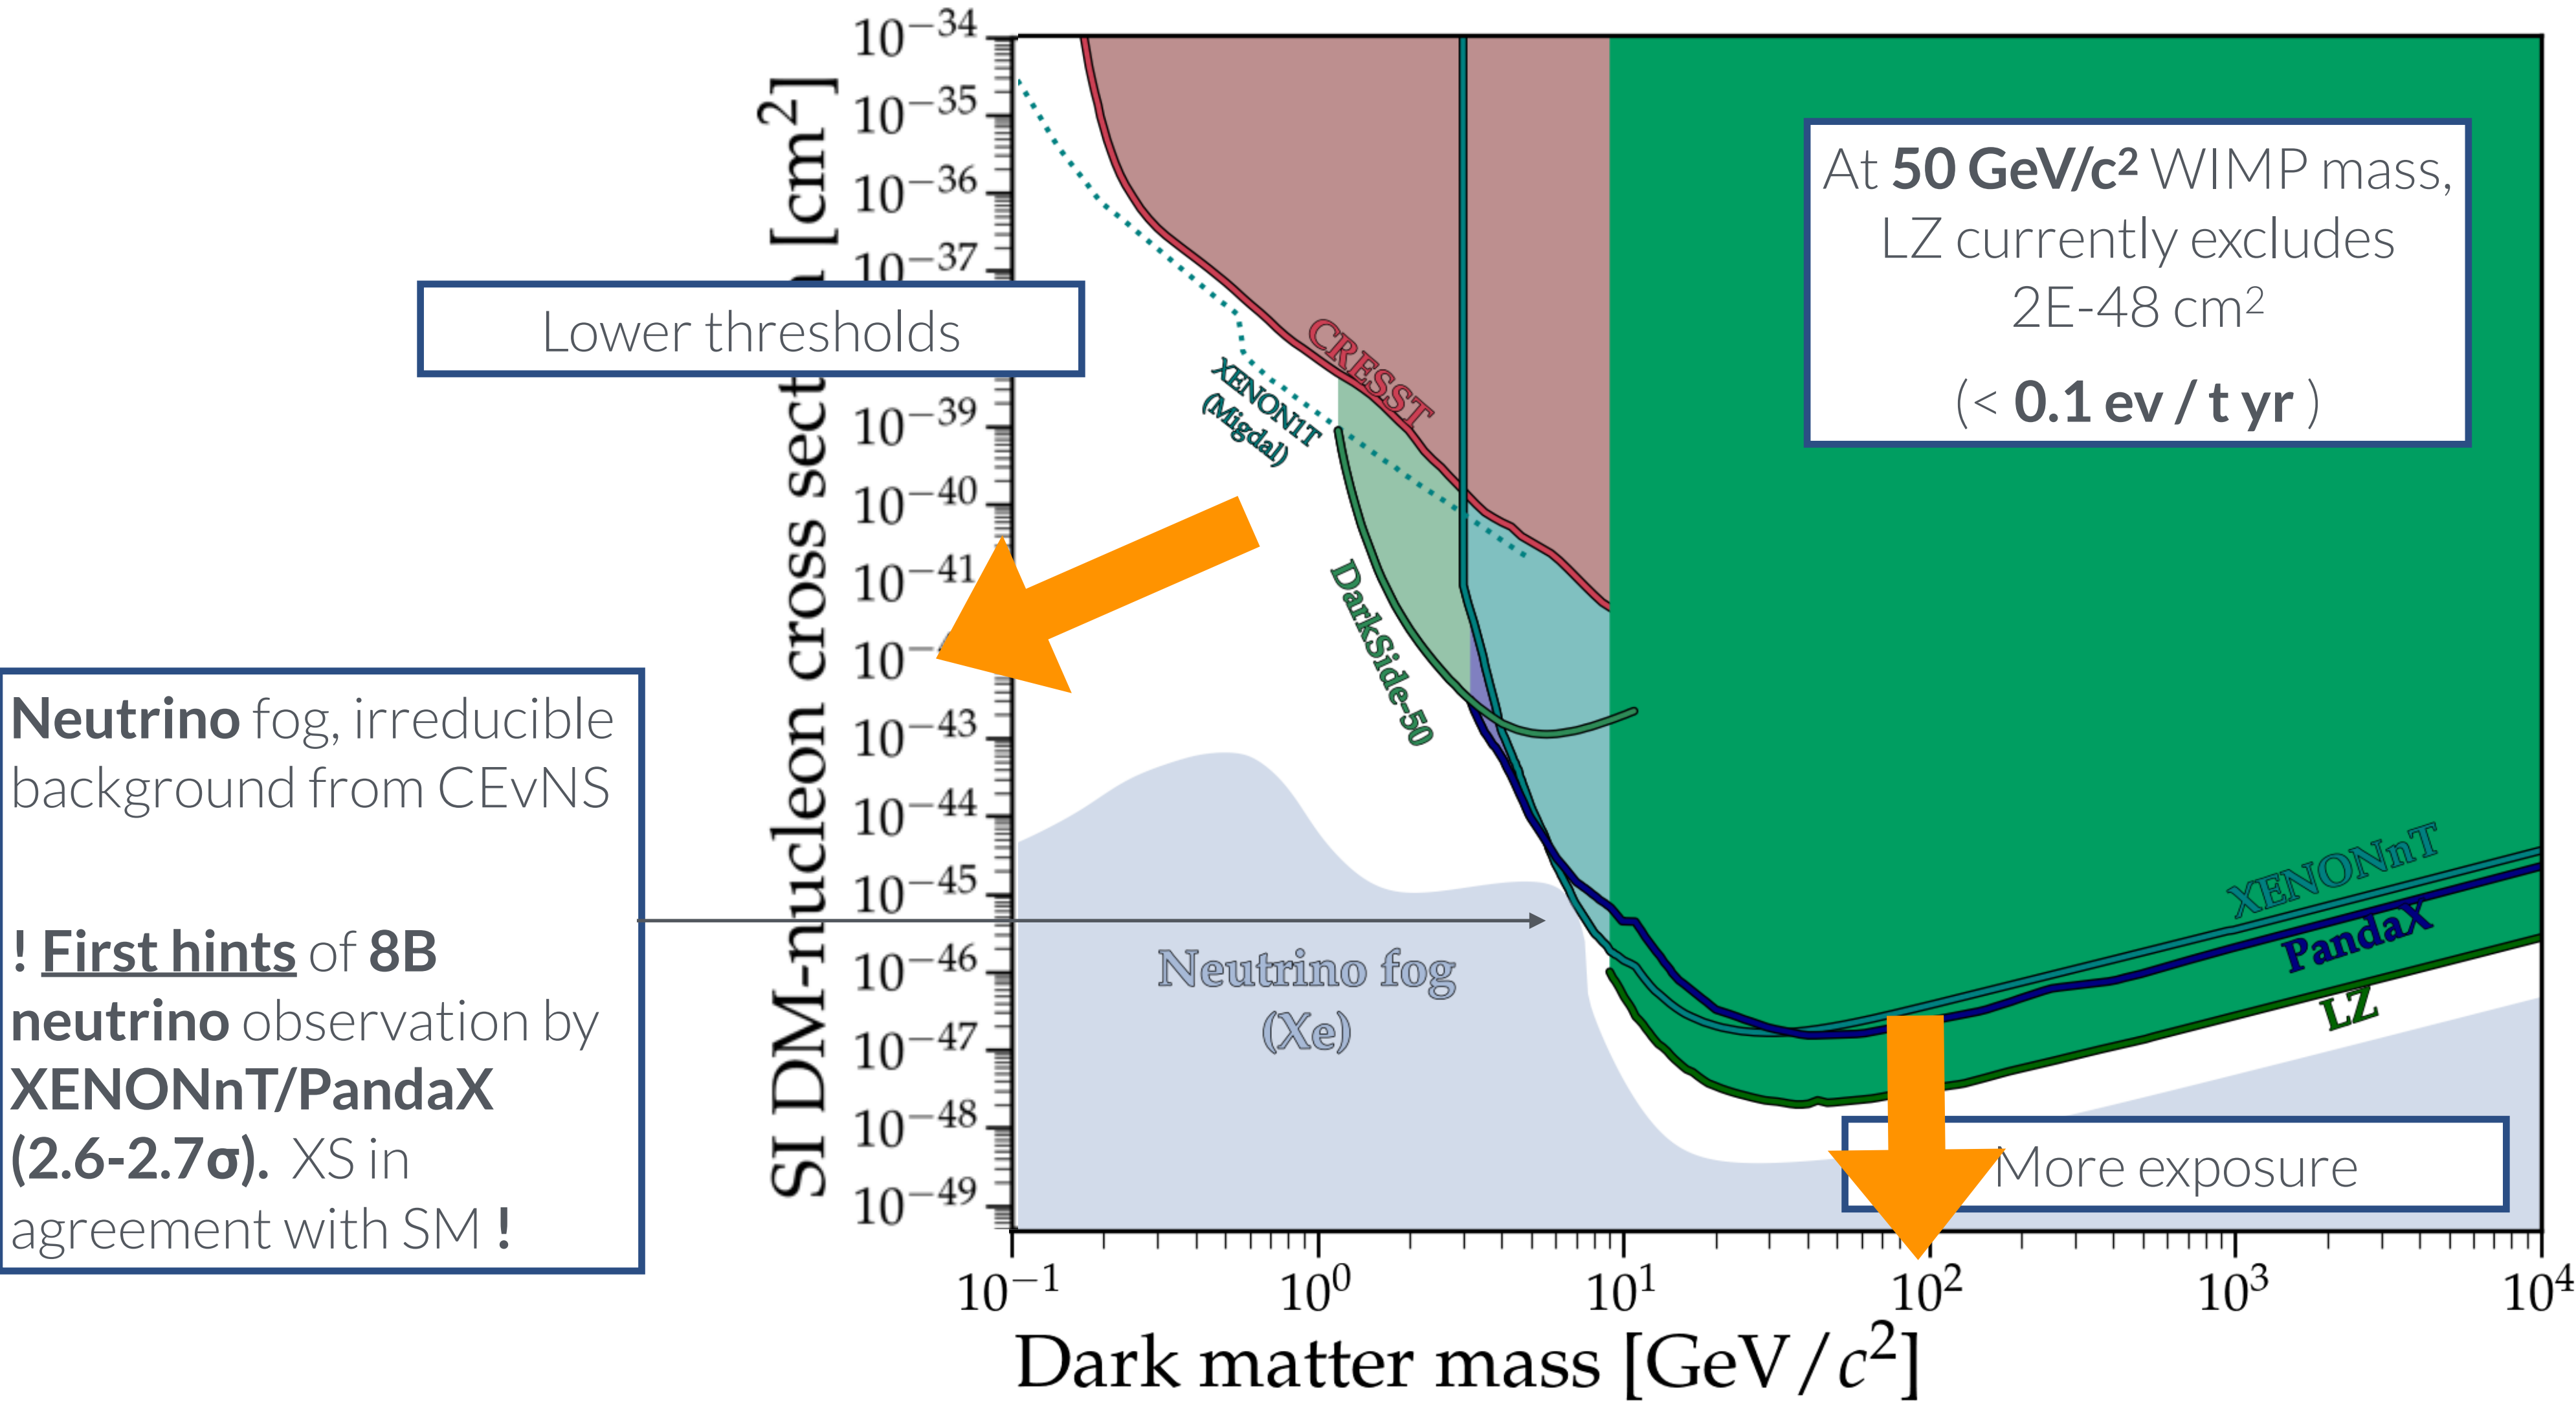 10−34
10−35
10−36
10−37
10−39
10−40
10−41
10−
10−43
10−44
10−45
10−46
10−47
10−48
10−49
SI DM-nucleon cross sect [cm2]
Lower thresholds
At 50 GeV/c2 WIMP mass,
LZ currently excludes
2E-48 cm2
(< 0.1 ev / t yr )
CRESST
XENON1T
(Migdal)
DarkSide-50
Neutrino fog, irreducible
background from CEvNS
! First hints of 8B
neutrino observation by
XENONnT/PandaX
(2.6-2.7σ). XS in
agreement with SM !
XENONnT
PandaX
LZ
Neutrino fog
(Xe)
More exposure
10−1
100
101
102
103
104
Dark matter mass [GeV/c2]